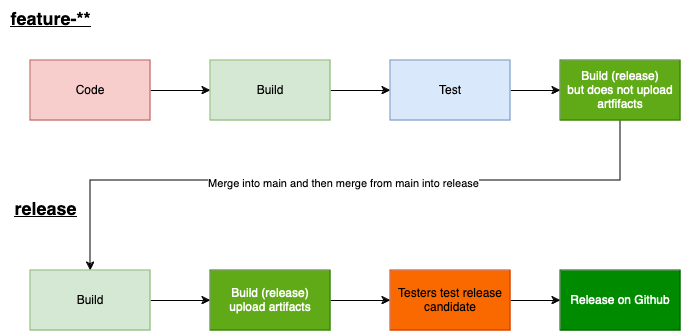 feature-**
Code
Build
Test
Build (release)
but does not upload
artfifacts
Merge into main and then merge from main into release
release
Build
Build (release)
upload artifacts
Testers test release
candidate
Release on Github